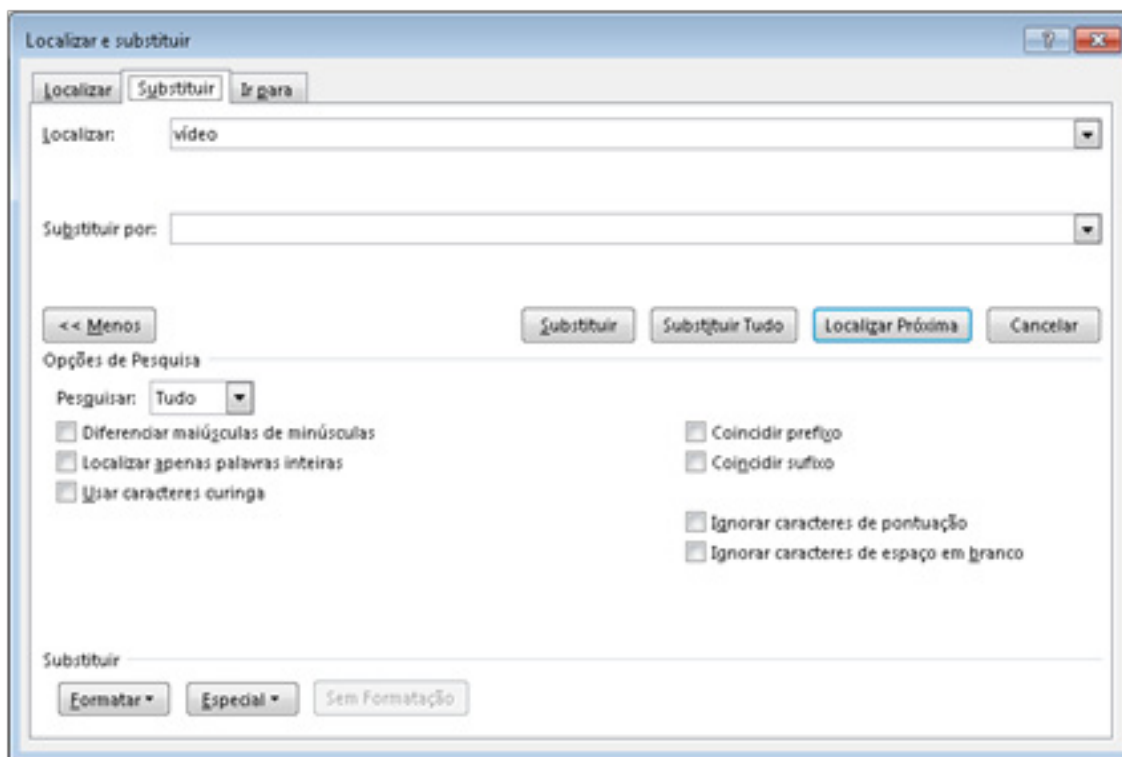 Localizar e substituir
Localizar Substituir Ir para
Localizar: vídeo
Substituir por:
<< Menos Substituir Substituir Tudo Localizar Próxima Cancelar
Opções de Pesquisa
Pesquisar: Tudo
Diferenciar maiúsculas de minúsculas Coincidir prefixo
Localizar apenas palavras inteiras Coincidir sufixo
Usar caracteres curinga
Ignorar caracteres de pontuação
Ignorar caracteres de espaço em branco
Substituir
Formatar Especial Sem Formatação